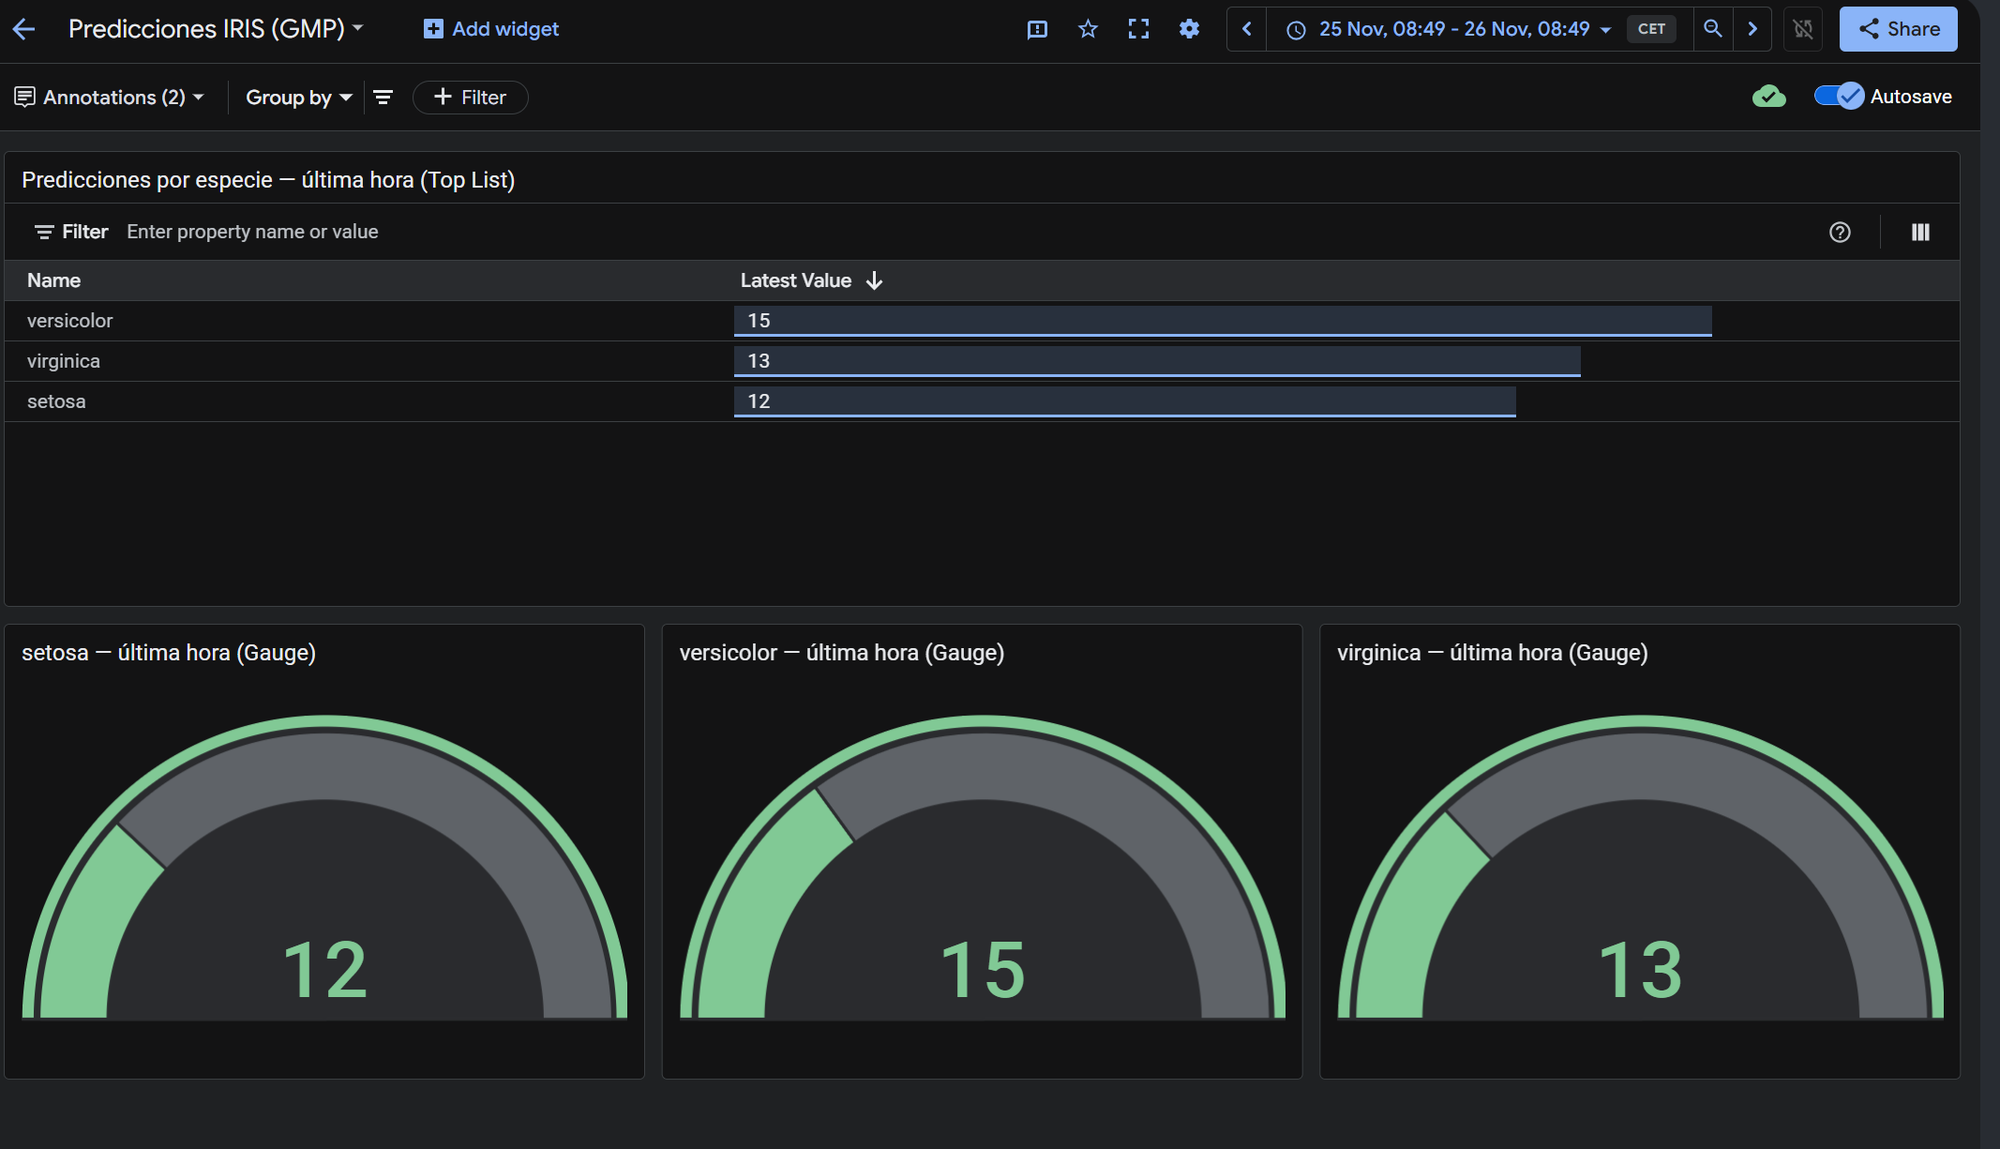 Predicciones IRIS (GMP)
Add widget
25 Nov, 08:49 - 26 Nov, 08:49
CET
Share
Annotations (2)
Group by
Filter
Autosave
Predicciones por especie — última hora (Top List)
Filter
Enter property name or value
Name
Latest Value
versicolor
15
virginica
13
setosa
12
setosa — última hora (Gauge)
versicolor — última hora (Gauge)
virginica — última hora (Gauge)
12
15
13